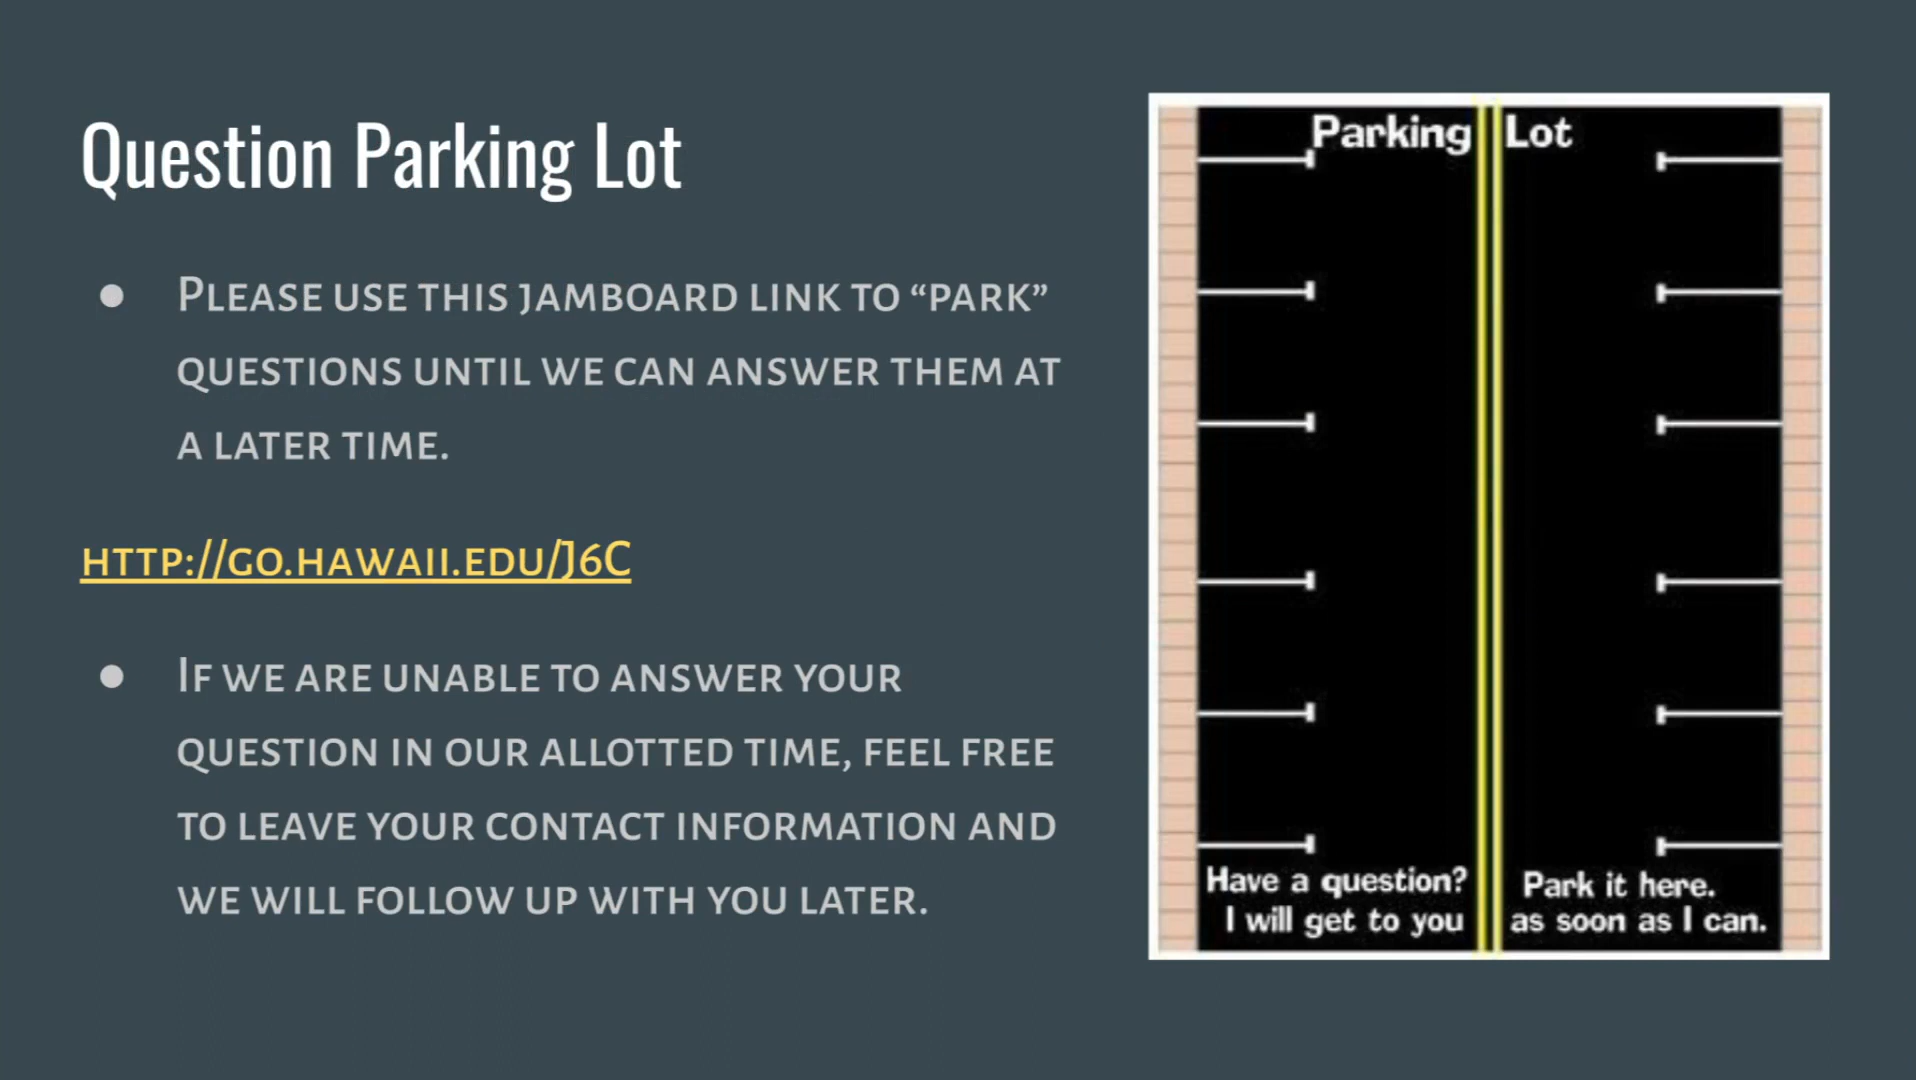 Question Parking Lot
● Please use this jamboard link to “park”
questions until we can answer them at
a later time.
http://go.hawaii.edu/J6C
● If we are unable to answer your
question in our allotted time, feel free
to leave your contact information and
we will follow up with you later.
Parking Lot
Have a question? Park it here.
I will get to you as soon as I can.